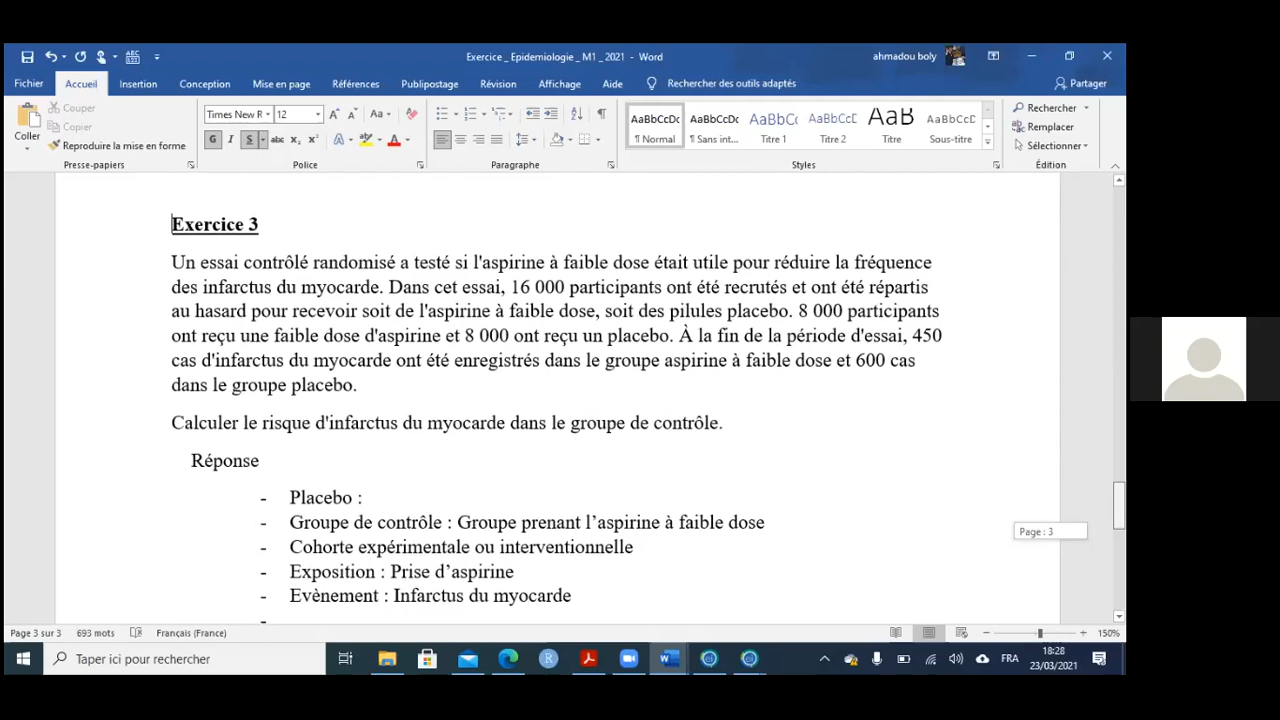 Exercice _ Epidemiologie _ M1 _ 2021 - Word
ahmadou boly
Fichier Accueil Insertion Conception Mise en page Références Publipostage Révision Affichage Aide Rechercher des outils adaptés Partager
Coller
Couper
Copier
Reproduire la mise en forme
Presse-papiers
Times New R 12
Aa
G I S abc x₂ x² A A
Police
Paragraphe
AaBbCcDc AaBbCcDc AaBbCcD AaBbCcD AaB AaBbCcD
¶ Normal ¶ Sans int... Titre 1 Titre 2 Titre Sous-titre
Styles
Rechercher
Remplacer
Sélectionner
Édition
Exercice 3
Un essai contrôlé randomisé a testé si l'aspirine à faible dose était utile pour réduire la fréquence
des infarctus du myocarde. Dans cet essai, 16 000 participants ont été recrutés et ont été répartis
au hasard pour recevoir soit de l'aspirine à faible dose, soit des pilules placebo. 8 000 participants
ont reçu une faible dose d'aspirine et 8 000 ont reçu un placebo. À la fin de la période d'essai, 450
cas d'infarctus du myocarde ont été enregistrés dans le groupe aspirine à faible dose et 600 cas
dans le groupe placebo.
Calculer le risque d'infarctus du myocarde dans le groupe de contrôle.
Réponse
- Placebo :
- Groupe de contrôle : Groupe prenant l’aspirine à faible dose
- Cohorte expérimentale ou interventionnelle
- Exposition : Prise d’aspirine
- Evènement : Infarctus du myocarde
-
Page : 3
Page 3 sur 3 693 mots Français (France) 150%
Taper ici pour rechercher
FRA
18:28
23/03/2021